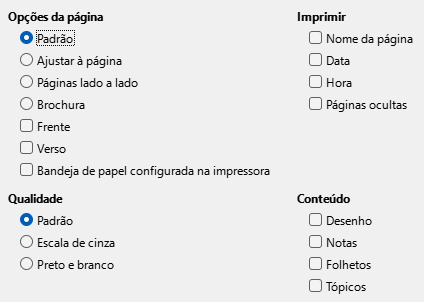 Opções da página
Padrão
Ajustar à página
Páginas lado a lado
Brochura
Frente
Verso
Bandeja de papel configurada na impressora
Imprimir
Nome da página
Data
Hora
Páginas ocultas
Qualidade
Padrão
Escala de cinza
Preto e branco
Conteúdo
Desenho
Notas
Folhetos
Tópicos